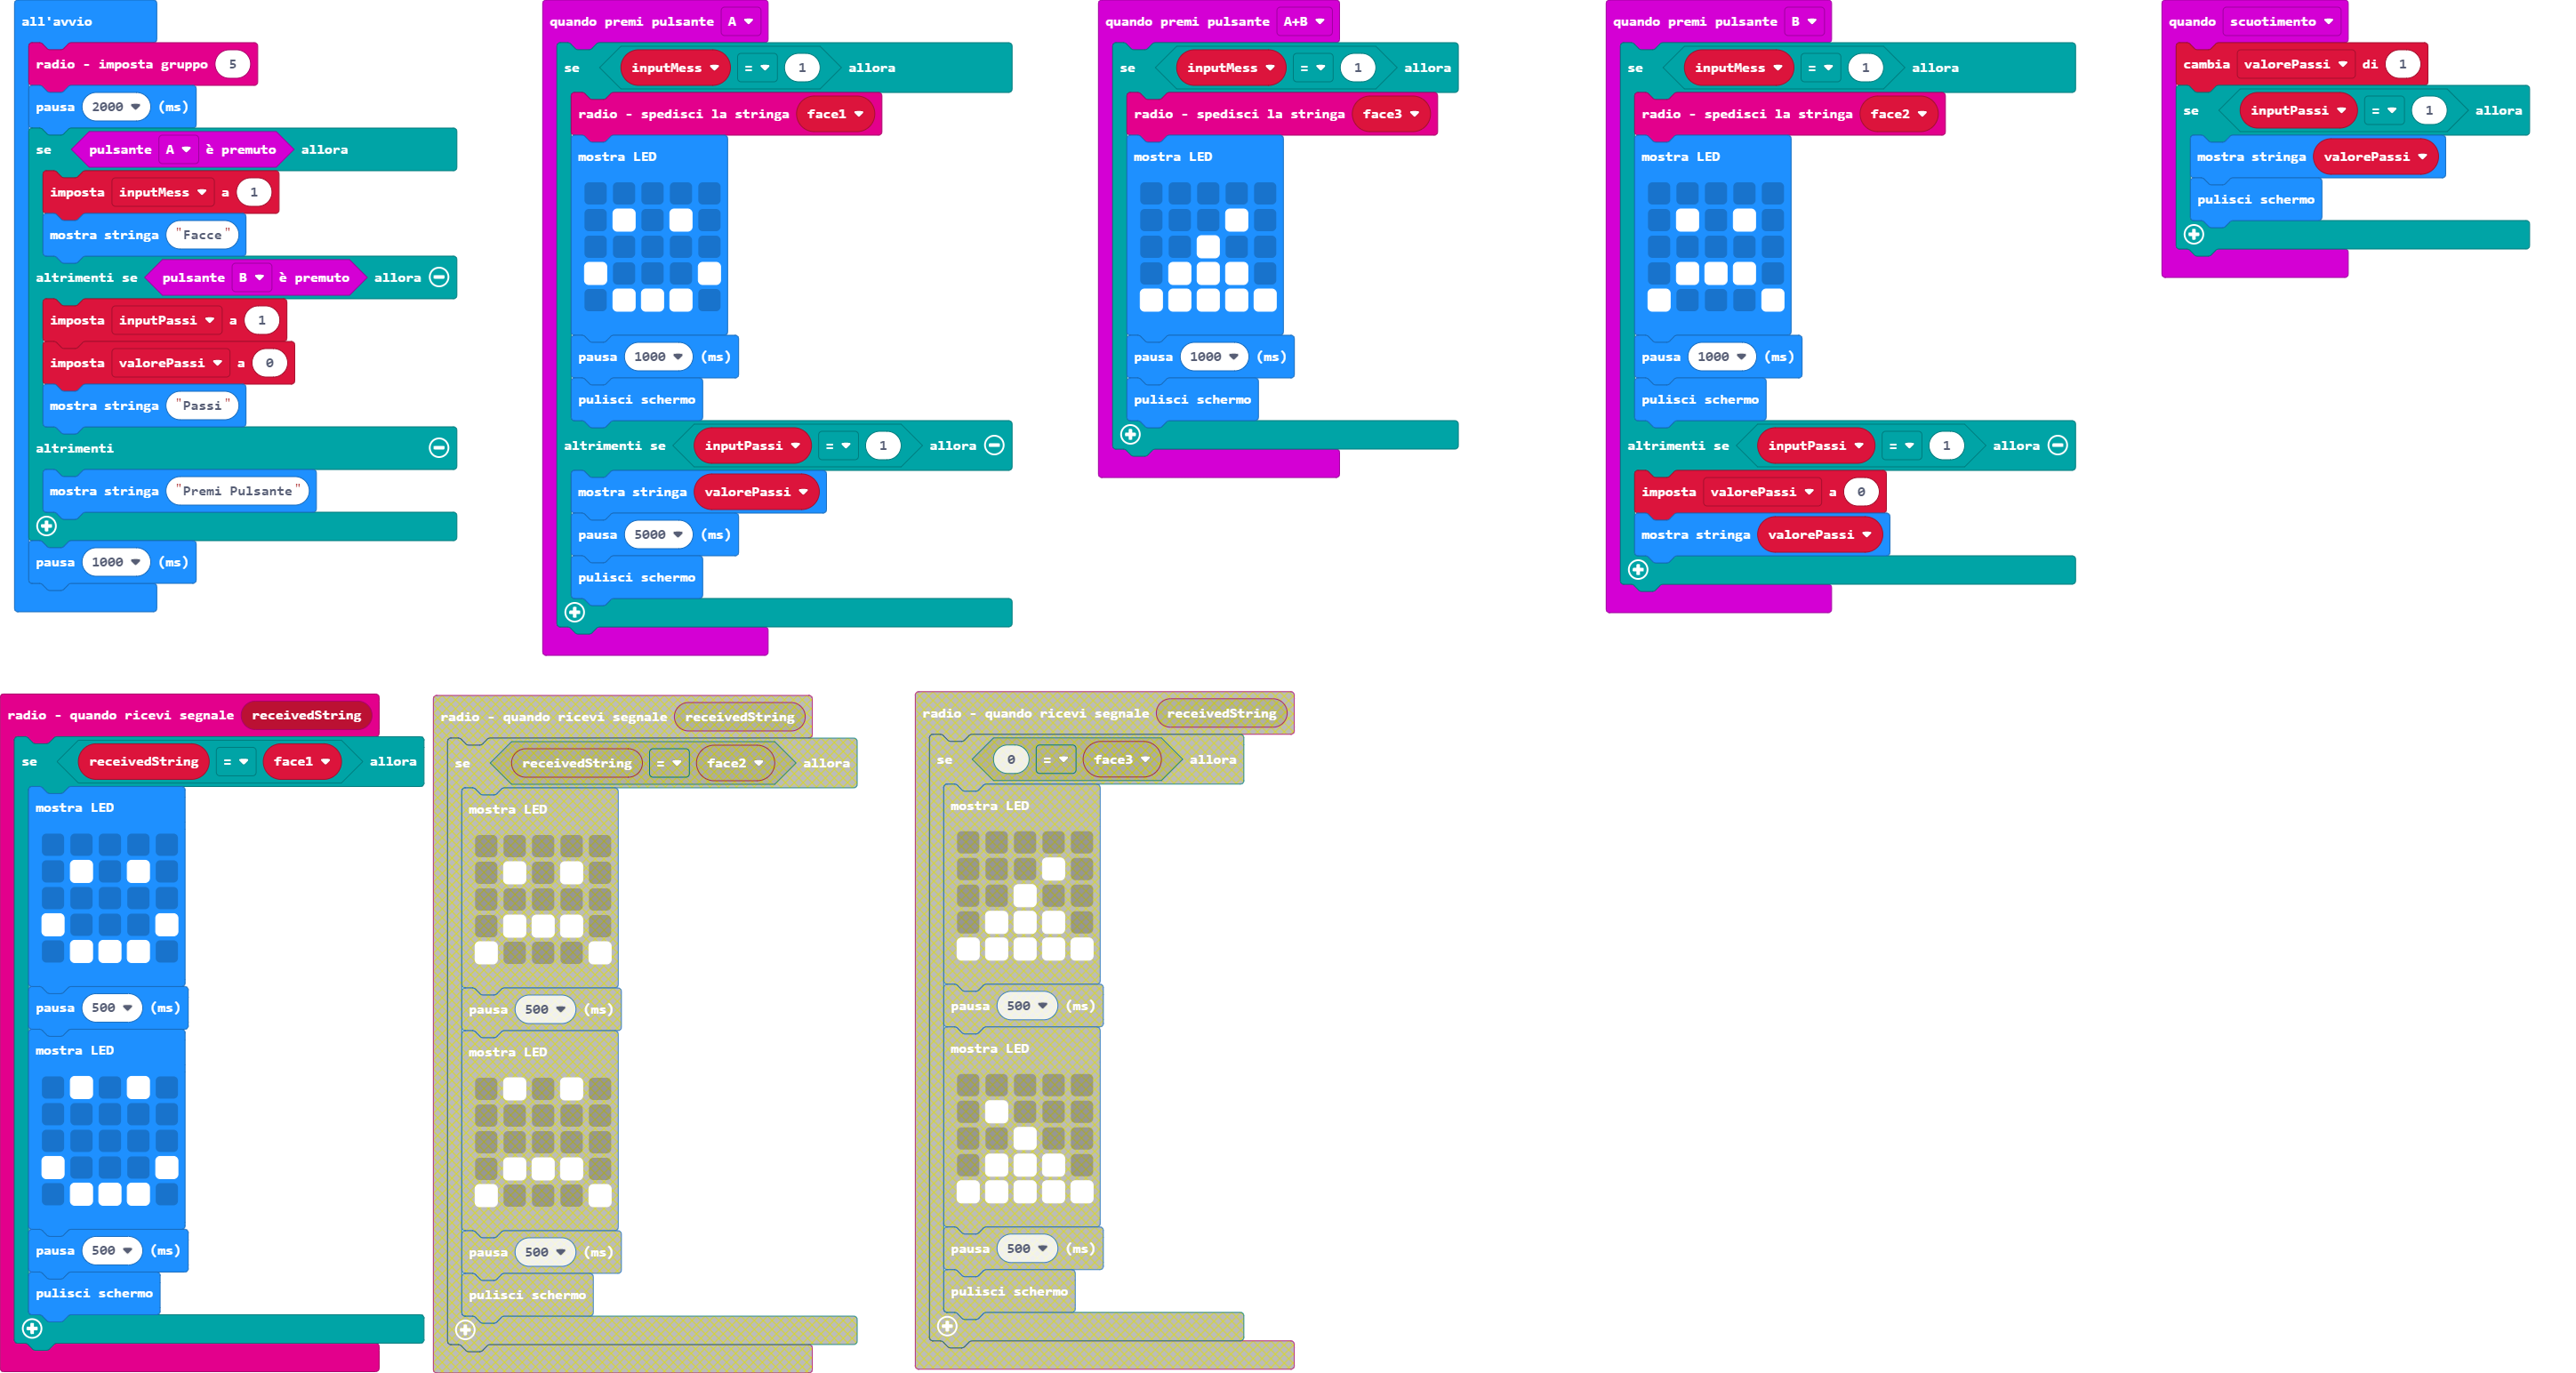 all'avvio
radio - imposta gruppo 5
pausa 2000 (ms)
se pulsante A è premuto allora
imposta inputMess a 1
mostra stringa "Facce"
altrimenti se pulsante B è premuto allora
imposta inputPassi a 1
imposta valorePassi a 0
mostra stringa "Passi"
altrimenti
mostra stringa "Premi Pulsante"
pausa 1000 (ms)
quando premi pulsante A
se inputMess = 1 allora
radio - spedisci la stringa face1
mostra LED
pausa 1000 (ms)
pulisci schermo
altrimenti se inputPassi = 1 allora
mostra stringa valorePassi
pausa 5000 (ms)
pulisci schermo
quando premi pulsante A+B
se inputMess = 1 allora
radio - spedisci la stringa face3
mostra LED
pausa 1000 (ms)
pulisci schermo
quando premi pulsante B
se inputMess = 1 allora
radio - spedisci la stringa face2
mostra LED
pausa 1000 (ms)
pulisci schermo
altrimenti se inputPassi = 1 allora
imposta valorePassi a 0
mostra stringa valorePassi
quando scuotimento
cambia valorePassi di 1
se inputPassi = 1 allora
mostra stringa valorePassi
pulisci schermo
radio - quando ricevi segnale receivedString
se receivedString = face1 allora
mostra LED
pausa 500 (ms)
mostra LED
pausa 500 (ms)
pulisci schermo
radio - quando ricevi segnale receivedString
se receivedString = face2 allora
mostra LED
pausa 500 (ms)
mostra LED
pausa 500 (ms)
pulisci schermo
radio - quando ricevi segnale receivedString
se 0 = face3 allora
mostra LED
pausa 500 (ms)
mostra LED
pausa 500 (ms)
pulisci schermo